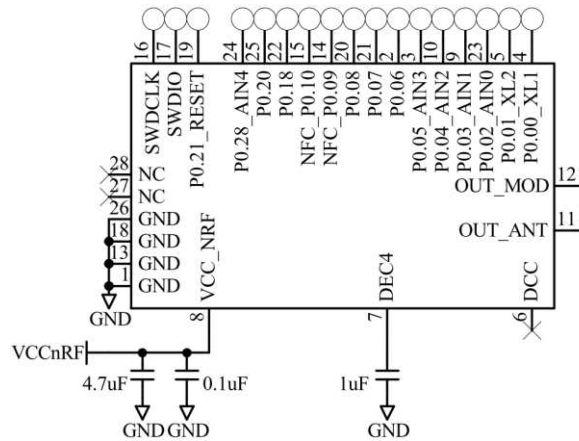 16
17
19
24
25
22
15
14
20
21
2
3
10
9
23
5
4
SWDCLK
SWDIO
P0.21_RESET
P0.28_AIN4
P0.20
P0.18
NFC_P0.10
NFC_P0.09
P0.08
P0.07
P0.06
P0.05_AIN3
P0.04_AIN2
P0.03_AIN1
P0.02_AIN0
P0.01_XL2
P0.00_XL1
28 NC
27 NC
26 GND
18 GND
13 GND
1 GND
OUT_MOD 12
OUT_ANT 11
VCC_NRF
DEC4
DCC
GND
8
7
6
VCCnRF
4.7uF
0.1uF
1uF
GND
GND
GND